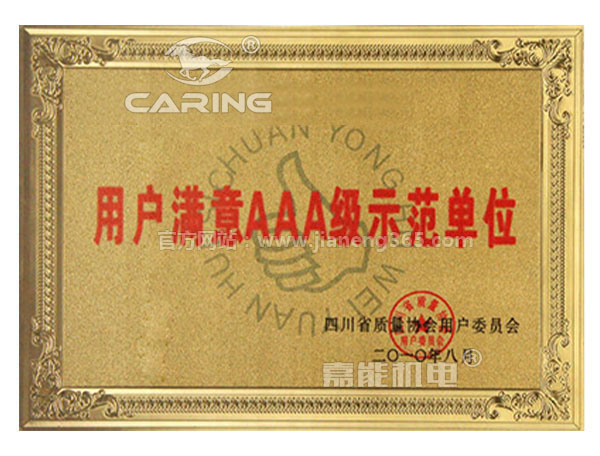 CARING®
CHUAN YONG HU WEI YUAN HUI
用户满意AAA级示范单位
官方网站：www.jianeng365.com
四川省质量协会用户委员会
二〇一〇年八月
嘉能机电®